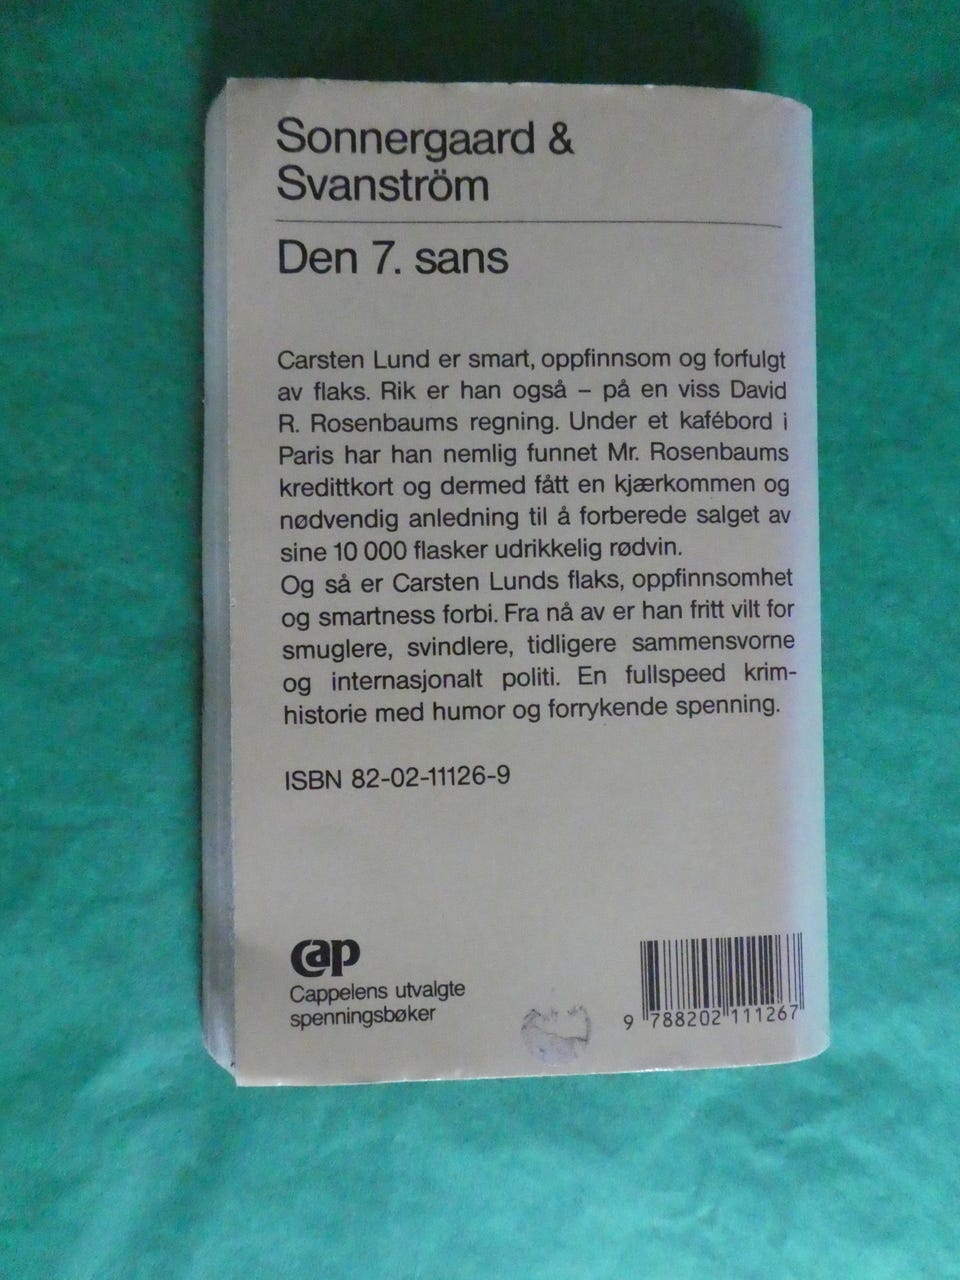 Sonnergaard &
Svanström
Den 7. sans
Carsten Lund er smart, oppfinnsom og forfulgt
av flaks. Rik er han også – på en viss David
R. Rosenbaums regning. Under et kafébord i
Paris har han nemlig funnet Mr. Rosenbaums
kredittkort og dermed fått en kjærkommen og
nødvendig anledning til å forberede salget av
sine 10 000 flasker udrikkelig rødvin.
Og så er Carsten Lunds flaks, oppfinnsomhet
og smartness forbi. Fra nå av er han fritt vilt for
smuglere, svindlere, tidligere sammensvorne
og internasjonalt politi. En fullspeed krim-
historie med humor og forrykende spenning.
ISBN 82-02-11126-9
cap
Cappelens utvalgte
spenningsbøker
9 788202 111267